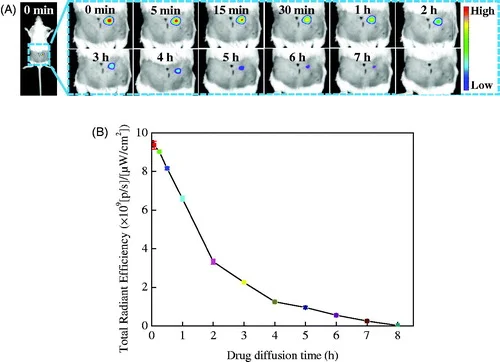 (A)
0 min
0 min 5 min 15 min 30 min 1 h 2 h
High
3 h 4 h 5 h 6 h 7 h
Low
(B)
Total Radiant Efficiency (×10⁹[p/s]/[µW/cm²])
10
8
6
4
2
0
0 1 2 3 4 5 6 7 8
Drug diffusion time (h)